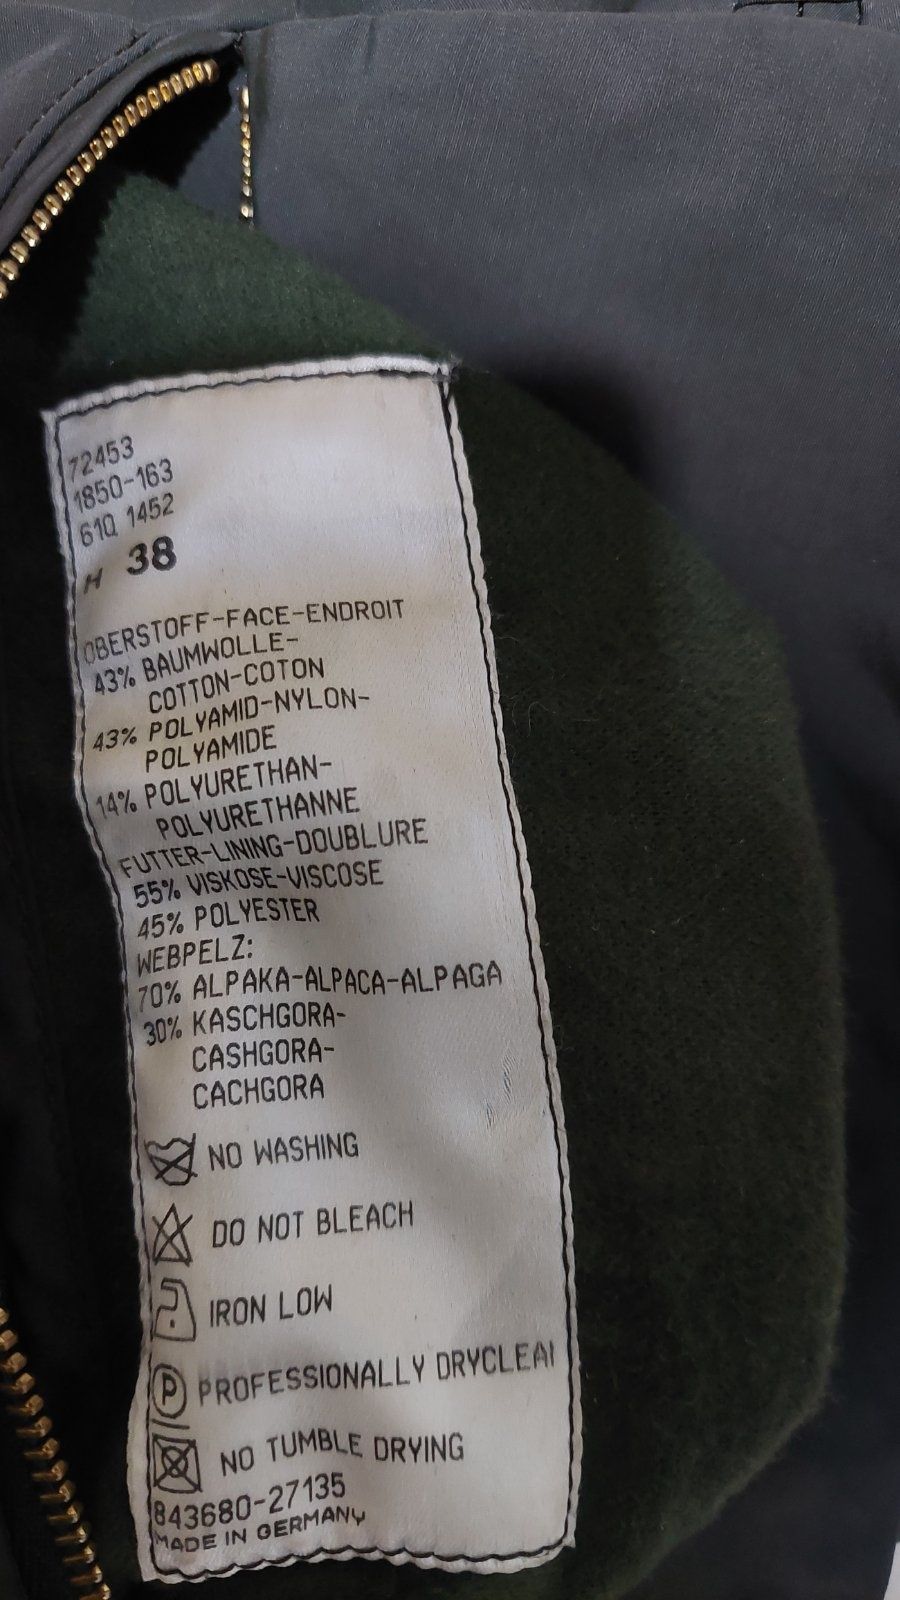 72453
1850-163
61Q 1452
H 38
OBERSTOFF-FACE-ENDROIT
43% BAUMWOLLE-
COTTON-COTON
43% POLYAMID-NYLON-
POLYAMIDE
14% POLYURETHAN-
POLYURETHANNE
FUTTER-LINING-DOUBLURE
55% VISKOSE-VISCOSE
45% POLYESTER
WEBPELZ:
70% ALPAKA-ALPACA-ALPAGA
30% KASCHGORA-
CASHGORA-
CACHGORA
NO WASHING
DO NOT BLEACH
IRON LOW
P PROFESSIONALLY DRYCLEA
NO TUMBLE DRYING
843680-27135
MADE IN GERMANY